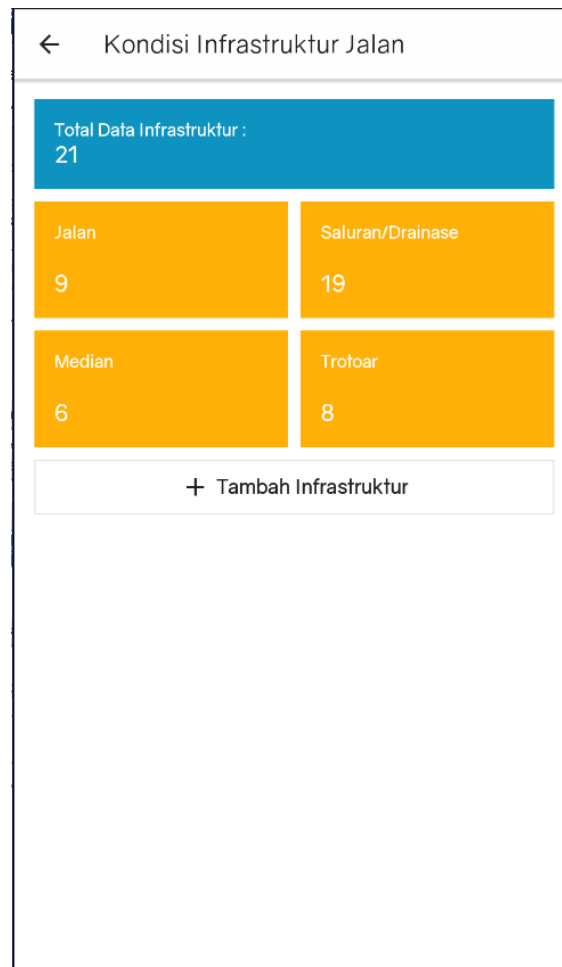 Kondisi Infrastruktur Jalan
Total Data Infrastruktur :
21
Jalan
9
Saluran/Drainase
19
Median
6
Trotoar
8
+ Tambah Infrastruktur